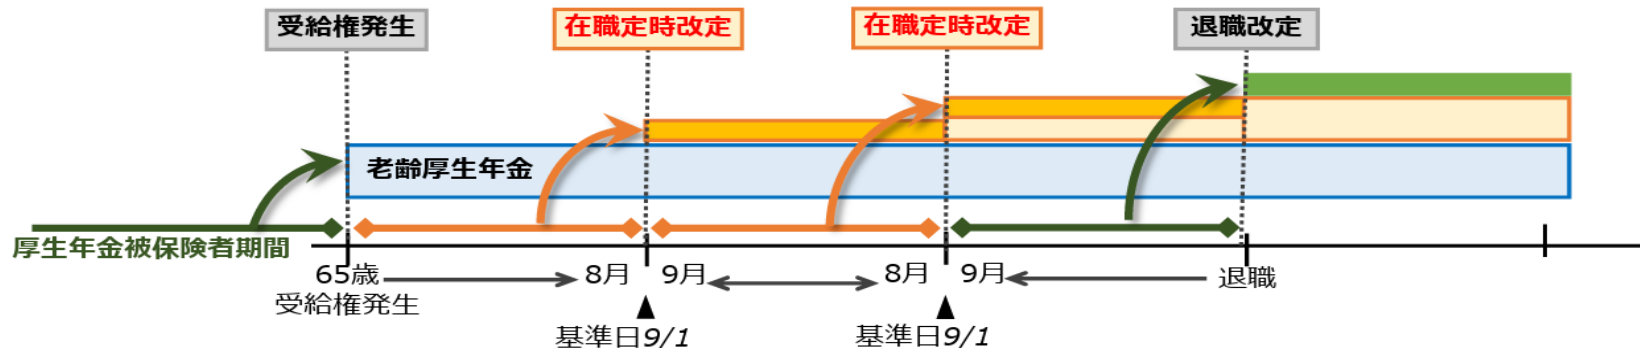 受給権発生
在職定時改定
在職定時改定
退職改定
老齢厚生年金
厚生年金被保険者期間
65歳
8月
9月
8月
9月
退職
受給権発生
基準日9/1
基準日9/1